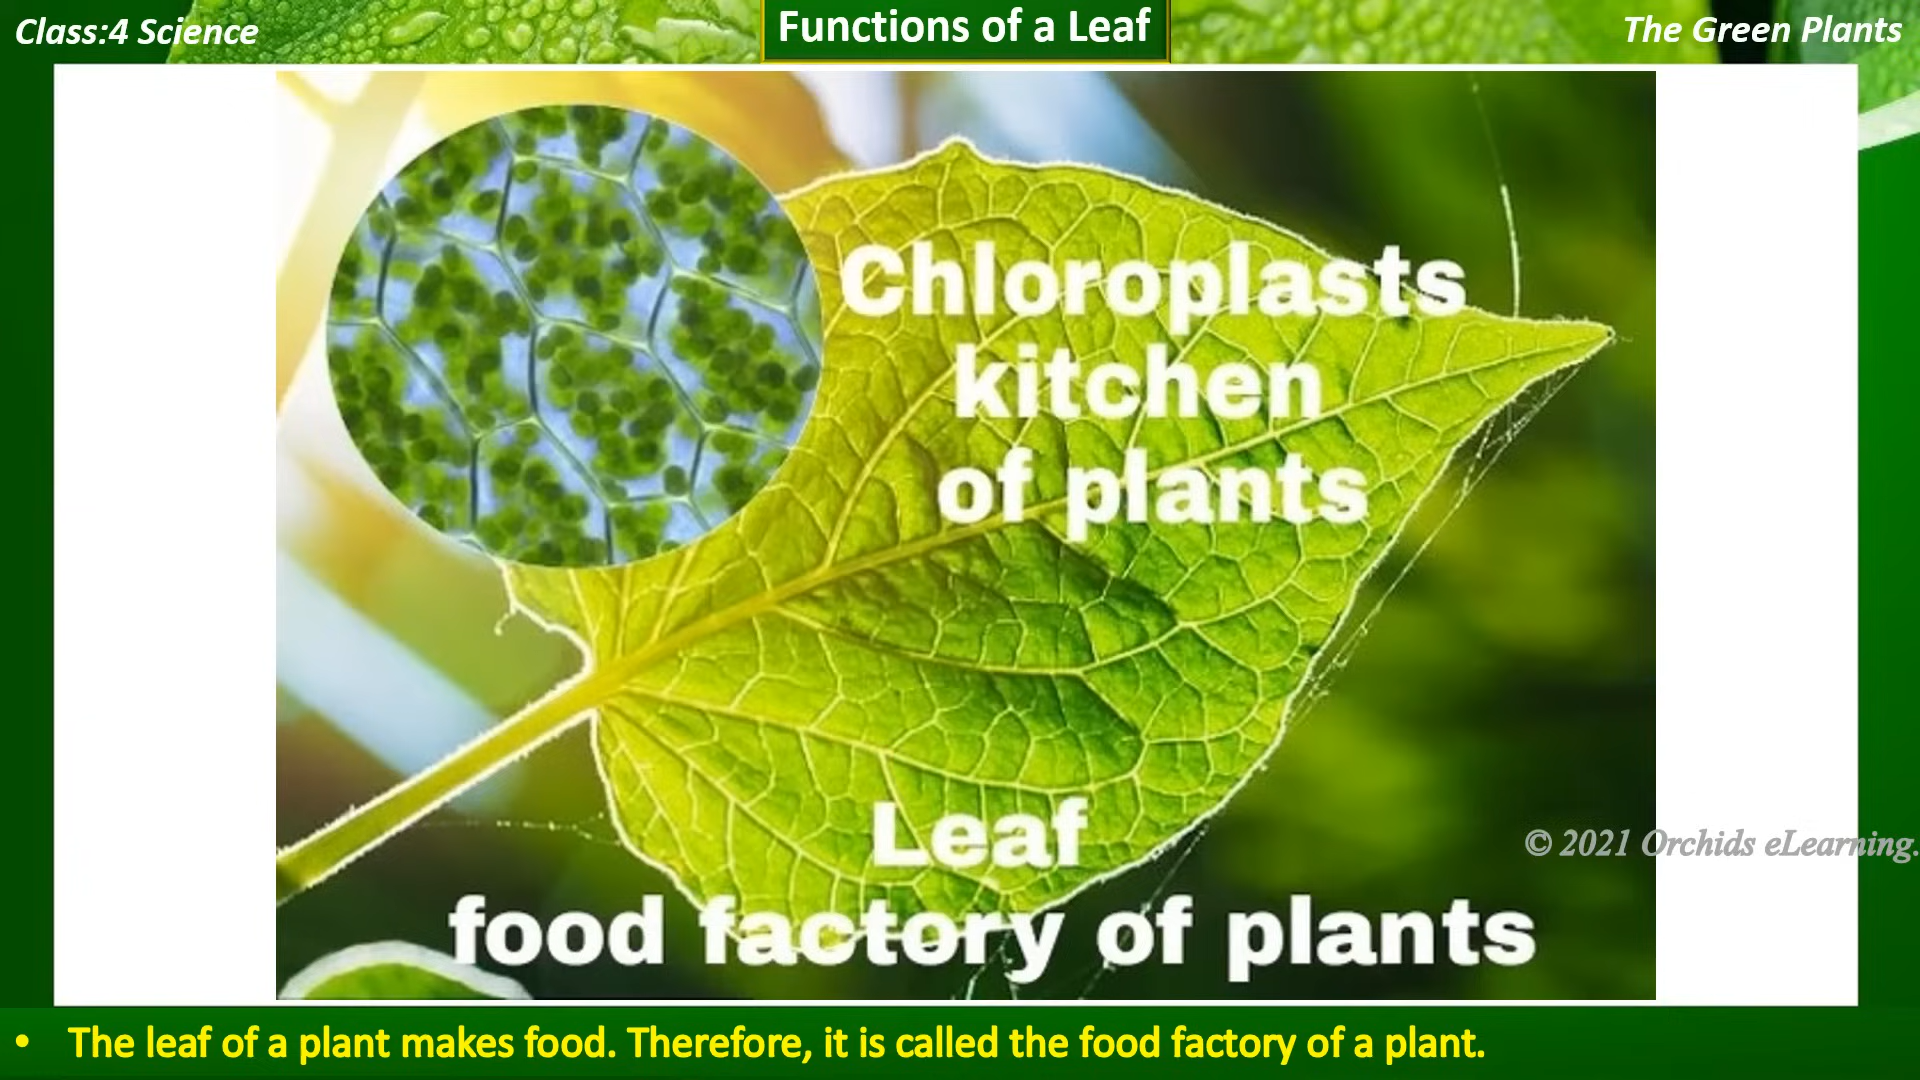 Class:4 Science
Functions of a Leaf
The Green Plants
Chloroplasts
kitchen
of plants
Leaf
food factory of plants
© 2021 Orchids eLearning.
• The leaf of a plant makes food. Therefore, it is called the food factory of a plant.